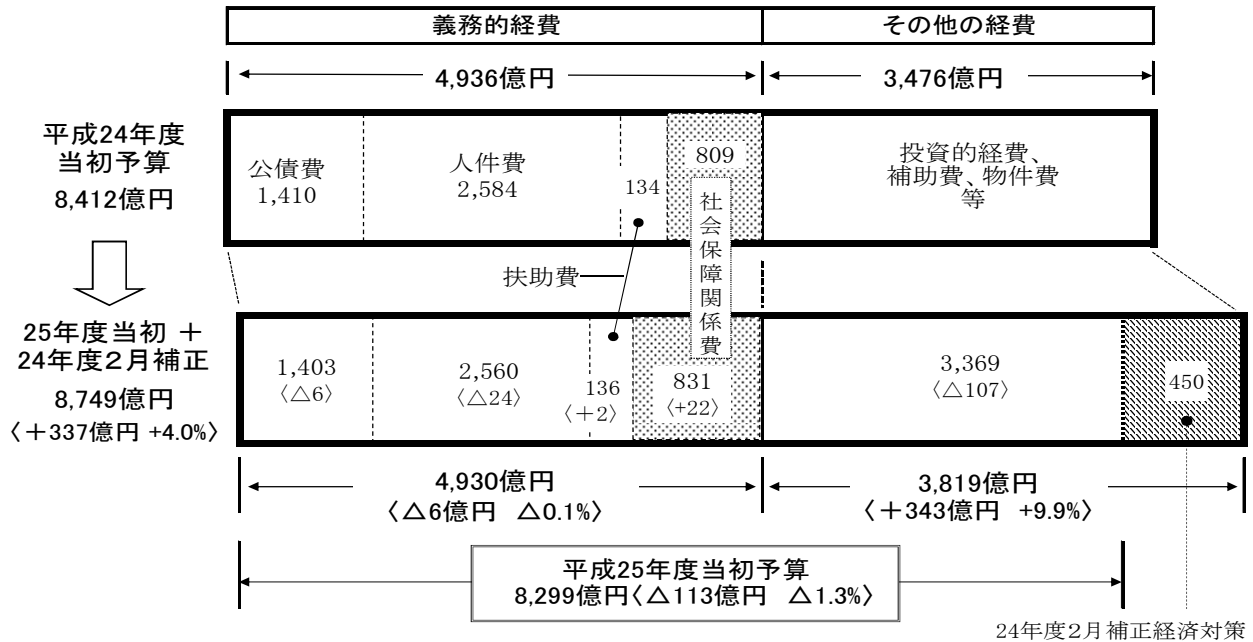 義務的経費
その他の経費
4,936億円
3,476億円
平成24年度
当初予算
8,412億円
公債費
1,410
人件費
2,584
134
809
投資的経費、
補助費、物件費
等
扶助費
社会保障関係費
25年度当初 +
24年度2月補正
8,749億円
〈+337億円 +4.0%〉
1,403
〈△6〉
2,560
〈△24〉
136
〈+2〉
831
〈+22〉
3,369
〈△107〉
450
4,930億円
〈△6億円 △0.1%〉
3,819億円
〈+343億円 +9.9%〉
平成25年度当初予算
8,299億円〈△113億円 △1.3%〉
24年度2月補正経済対策